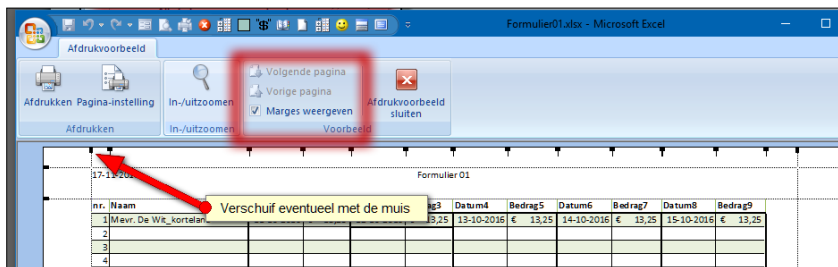 Formulier01.xlsx - Microsoft Excel
Afdrukvoorbeeld
Volgende pagina
Vorige pagina
Marges weergeven
Afdrukken Pagina-instelling
In-/uitzoomen
Afdrukvoorbeeld sluiten
Afdrukken
In-/uitzoomen
Voorbeeld
Formulier 01
Verschuif eventueel met de muis
nr. Naam Datum4 Bedrag5 Datum6 Bedrag7 Datum8 Bedrag9
1 Mevr. De Wit_kortelan 13,25 13-10-2016 € 13,25 14-10-2016 € 13,25 15-10-2016 € 13,25
2
3
4